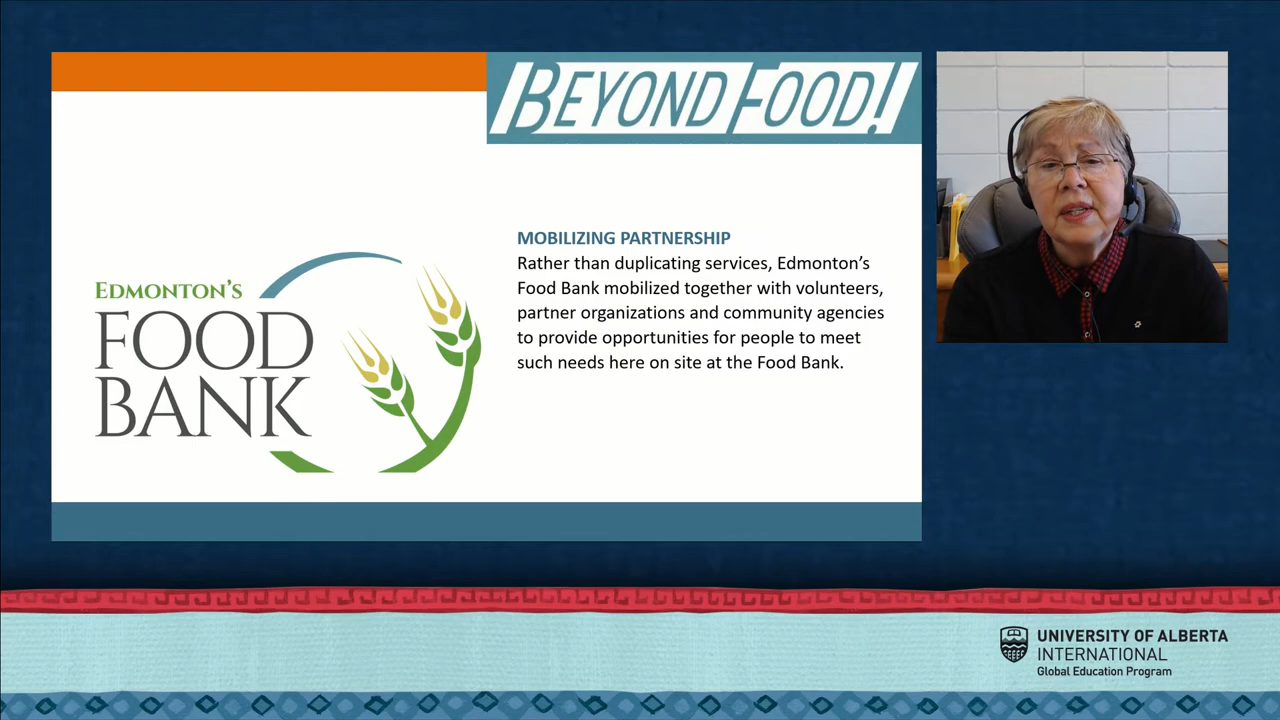 BEYOND FOOD!
EDMONTON'S
FOOD
BANK
MOBILIZING PARTNERSHIP
Rather than duplicating services, Edmonton's
Food Bank mobilized together with volunteers,
partner organizations and community agencies
to provide opportunities for people to meet
such needs here on site at the Food Bank.
UNIVERSITY OF ALBERTA
INTERNATIONAL
Global Education Program